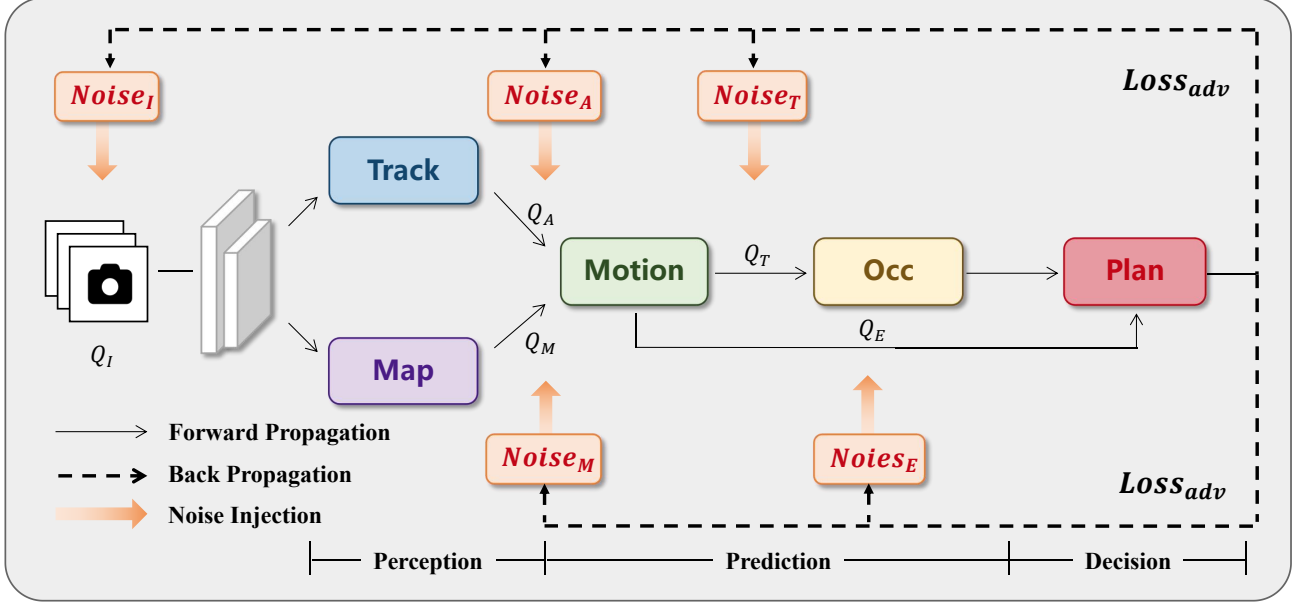 Noise_I
Noise_A
Noise_T
Loss_adv
Track
Q_A
Motion
Q_T
Occ
Plan
Q_I
Q_M
Q_E
Map
Forward Propagation
Noise_M
Noies_E
Back Propagation
Loss_adv
Noise Injection
Perception
Prediction
Decision